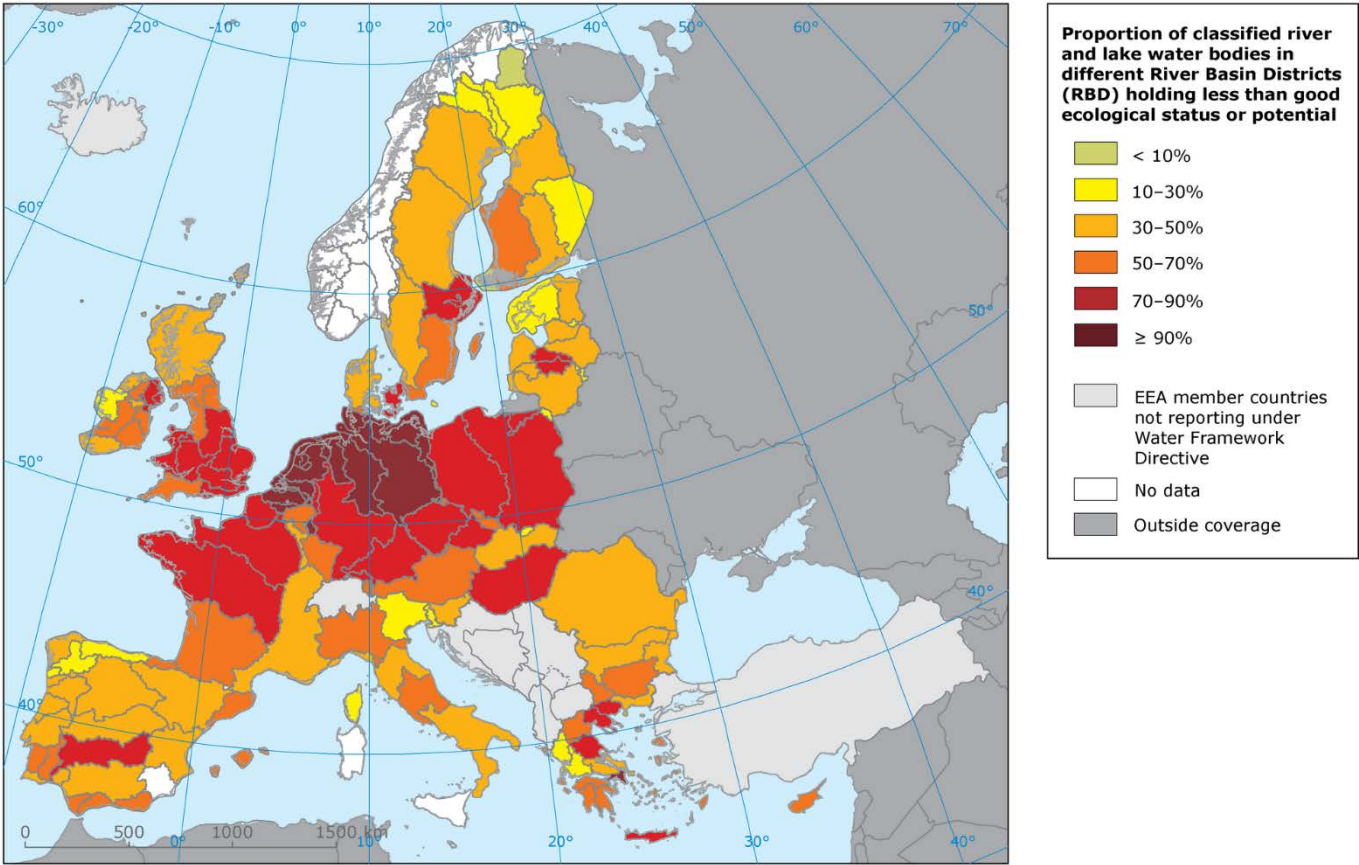 -30° -20° -10° 0° 10° 20° 30° 40° 50° 60° 70°
60°
50°
50°
40°
40°
0 500 1000 1500 km
0° 10° 20° 30° 40°
Proportion of classified river
and lake water bodies in
different River Basin Districts
(RBD) holding less than good
ecological status or potential
< 10%
10–30%
30–50%
50–70%
70–90%
≥ 90%
EEA member countries
not reporting under
Water Framework
Directive
No data
Outside coverage